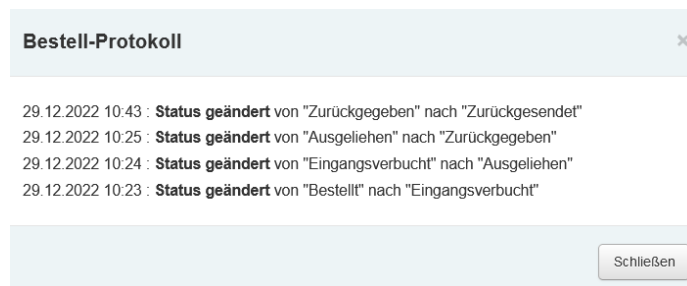 Bestell-Protokoll
29.12.2022 10:43 : Status geändert von "Zurückgegeben" nach "Zurückgesendet"
29.12.2022 10:25 : Status geändert von "Ausgeliehen" nach "Zurückgegeben"
29.12.2022 10:24 : Status geändert von "Eingangsverbucht" nach "Ausgeliehen"
29.12.2022 10:23 : Status geändert von "Bestellt" nach "Eingangsverbucht"
Schließen